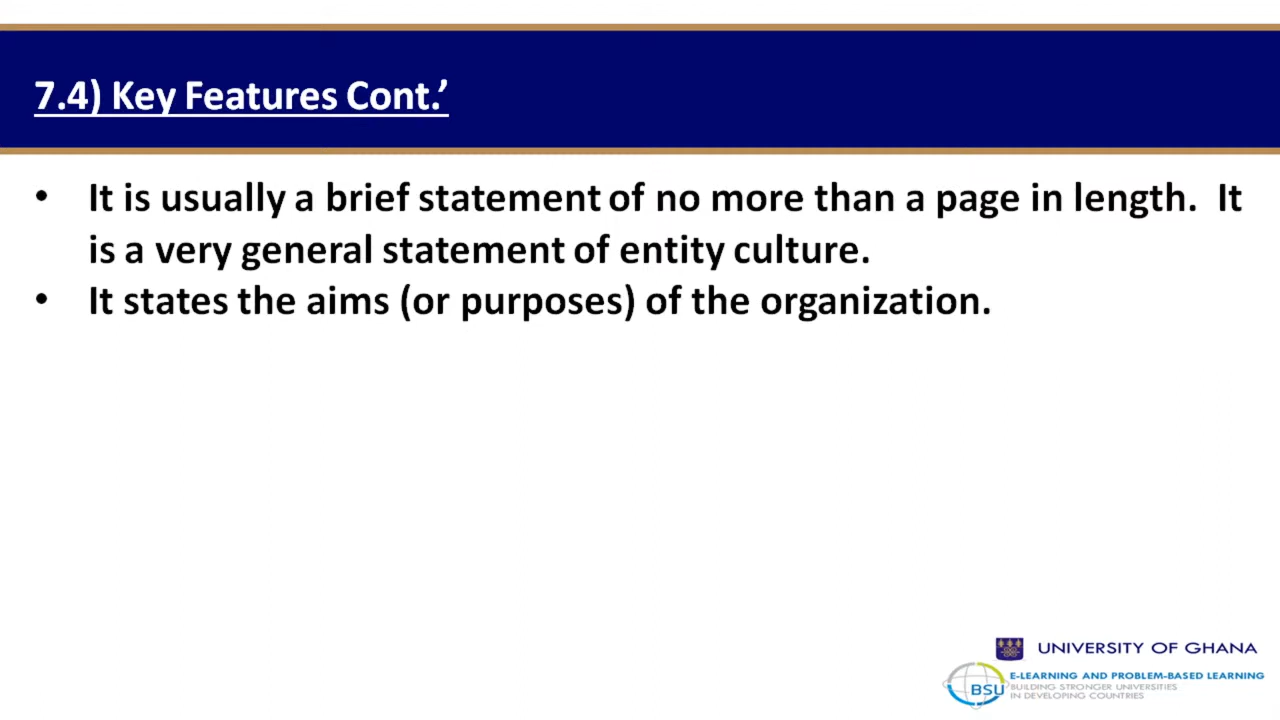 7.4) Key Features Cont.’
• It is usually a brief statement of no more than a page in length. It
is a very general statement of entity culture.
• It states the aims (or purposes) of the organization.
UNIVERSITY OF GHANA
BSU
E-LEARNING AND PROBLEM-BASED LEARNING
BUILDING STRONGER UNIVERSITIES
IN DEVELOPING COUNTRIES